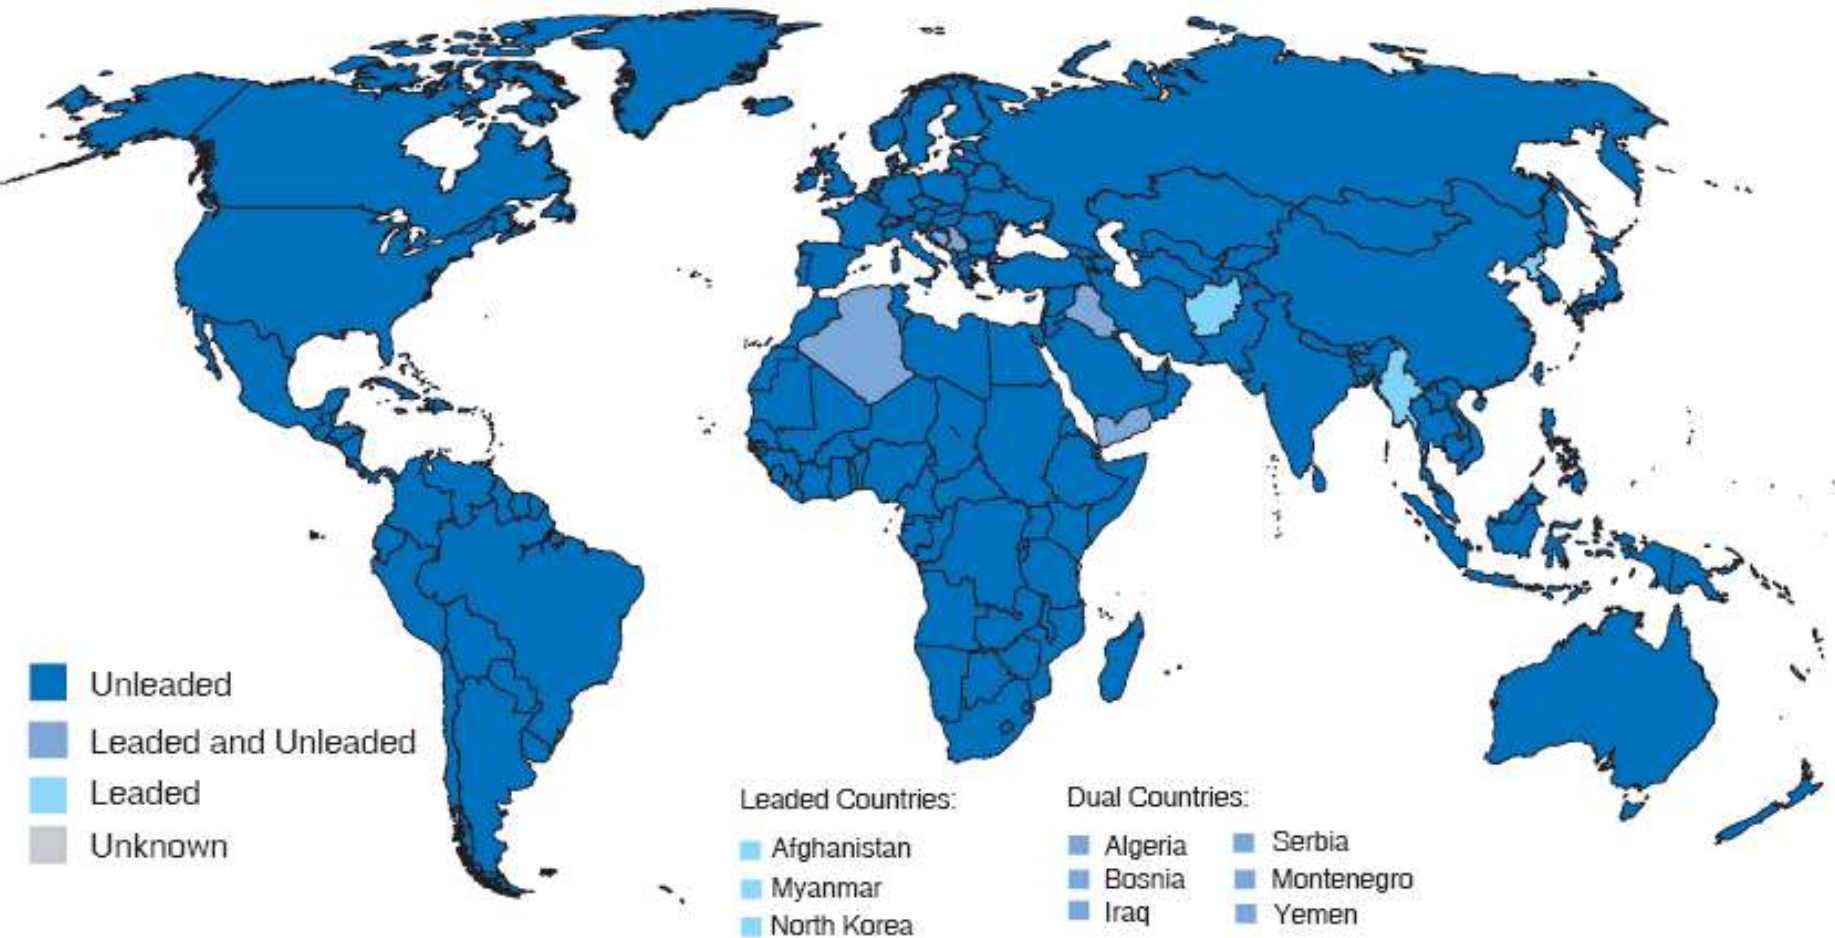 Unleaded
Leaded and Unleaded
Leaded
Unknown
Leaded Countries:
Afghanistan
Myanmar
North Korea
Dual Countries:
Algeria
Bosnia
Iraq
Serbia
Montenegro
Yemen